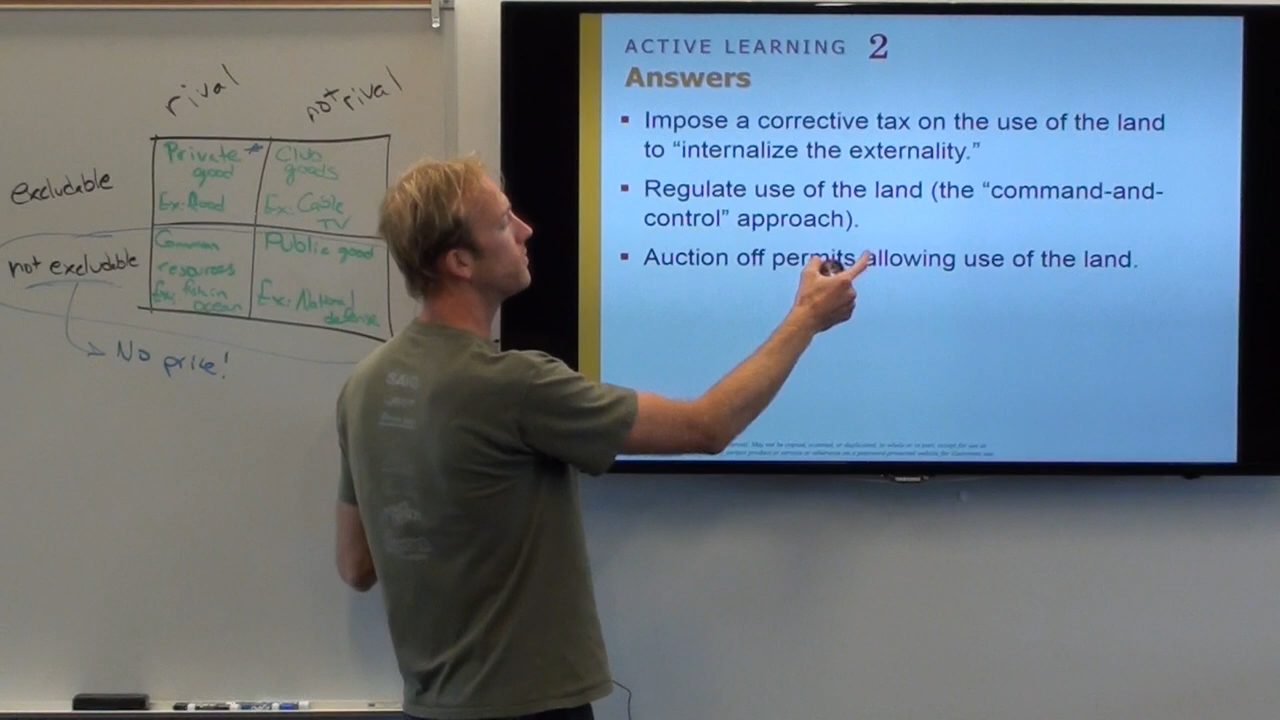 rival
not rival
excludable
Private
good
Ex: food
Club
goods
Ex: Cable
TV
not excludable
Common
resources
Ex: fish in
ocean
Public good
Ex: National
defense
No price!
ACTIVE LEARNING 2
Answers
▪ Impose a corrective tax on the use of the land
to “internalize the externality.”
▪ Regulate use of the land (the “command-and-
control” approach).
▪ Auction off permits allowing use of the land.